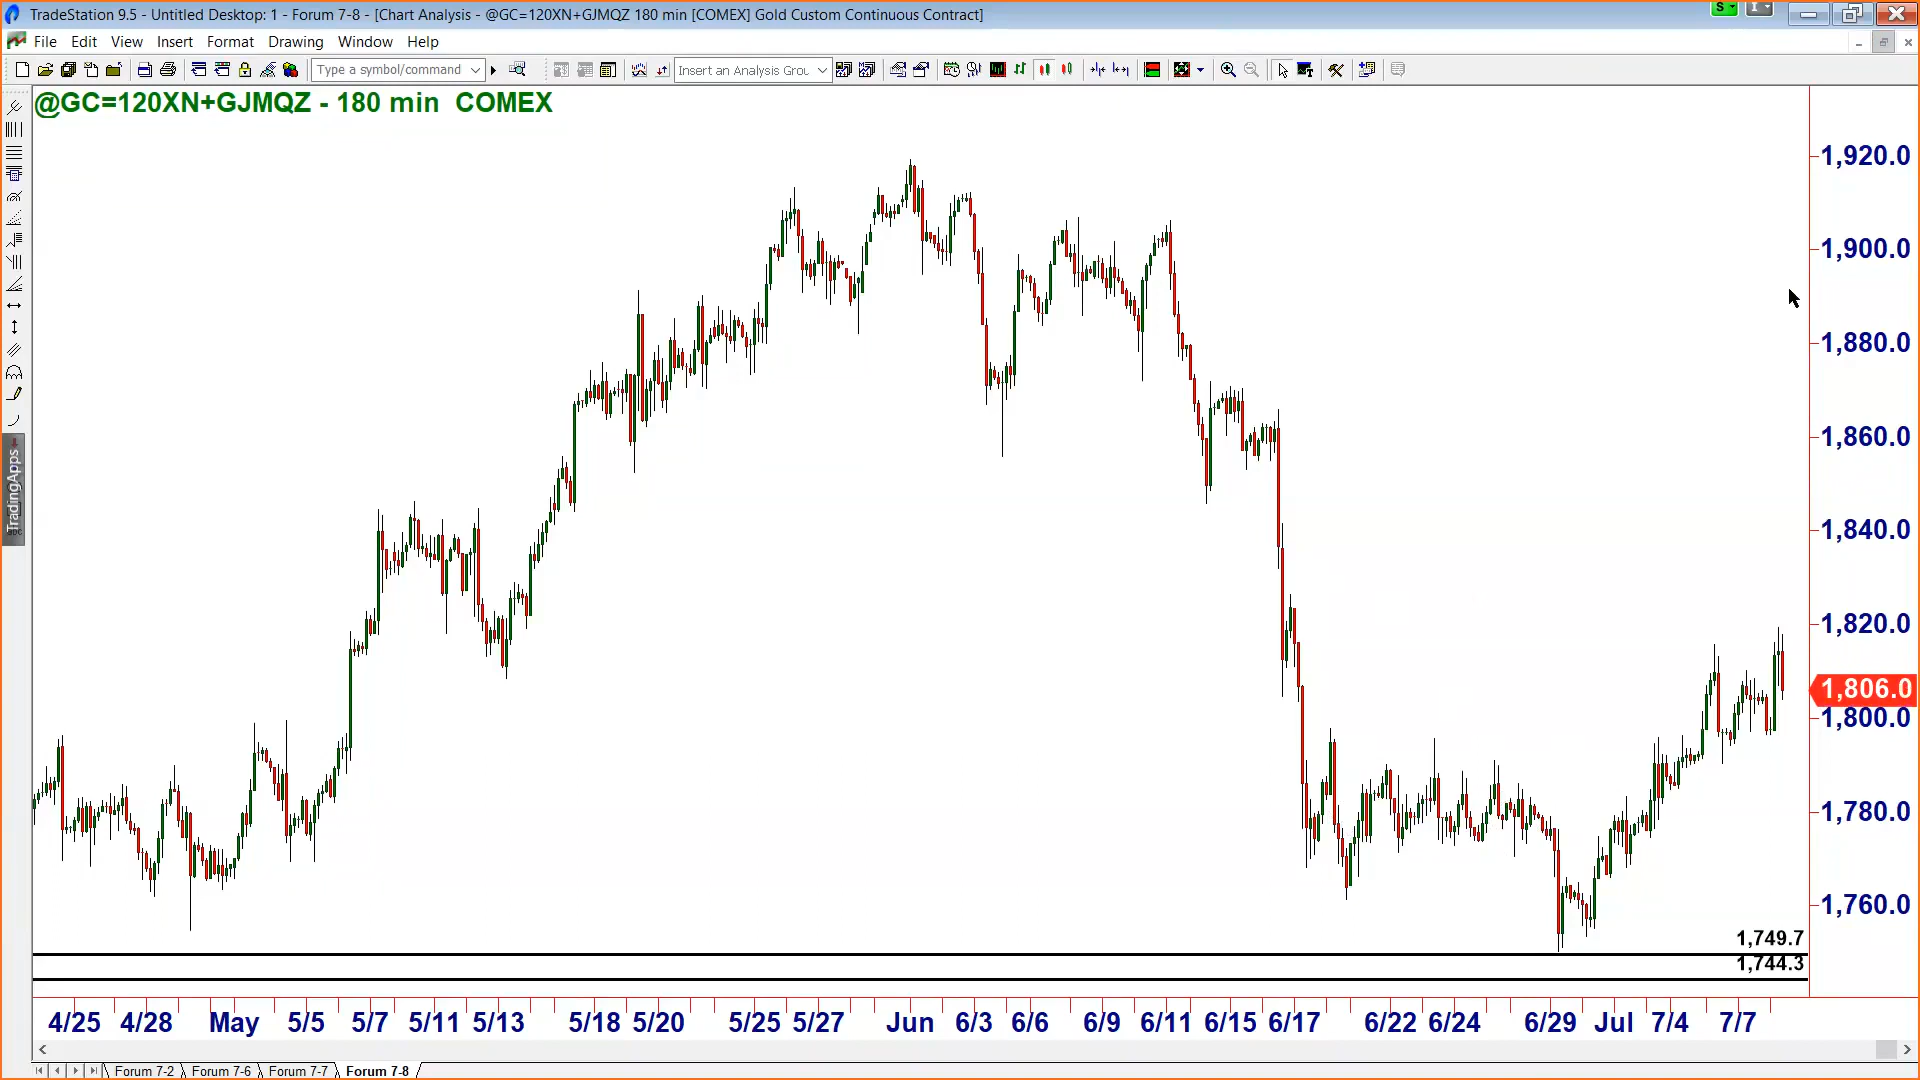 TradeStation 9.5 - Untitled Desktop: 1 - Forum 7-8 - [Chart Analysis - @GC=120XN+GJMQZ 180 min [COMEX] Gold Custom Continuous Contract]
S
I
File Edit View Insert Format Drawing Window Help
Type a symbol/command
Insert an Analysis Grou
@GC=120XN+GJMQZ - 180 min COMEX
TradingApps
1,920.0
1,900.0
1,880.0
1,860.0
1,840.0
1,820.0
1,806.0
1,800.0
1,780.0
1,760.0
1,749.7
1,744.3
4/25 4/28 May 5/5 5/7 5/11 5/13 5/18 5/20 5/25 5/27 Jun 6/3 6/6 6/9 6/11 6/15 6/17 6/22 6/24 6/29 Jul 7/4 7/7
Forum 7-2 Forum 7-6 Forum 7-7 Forum 7-8